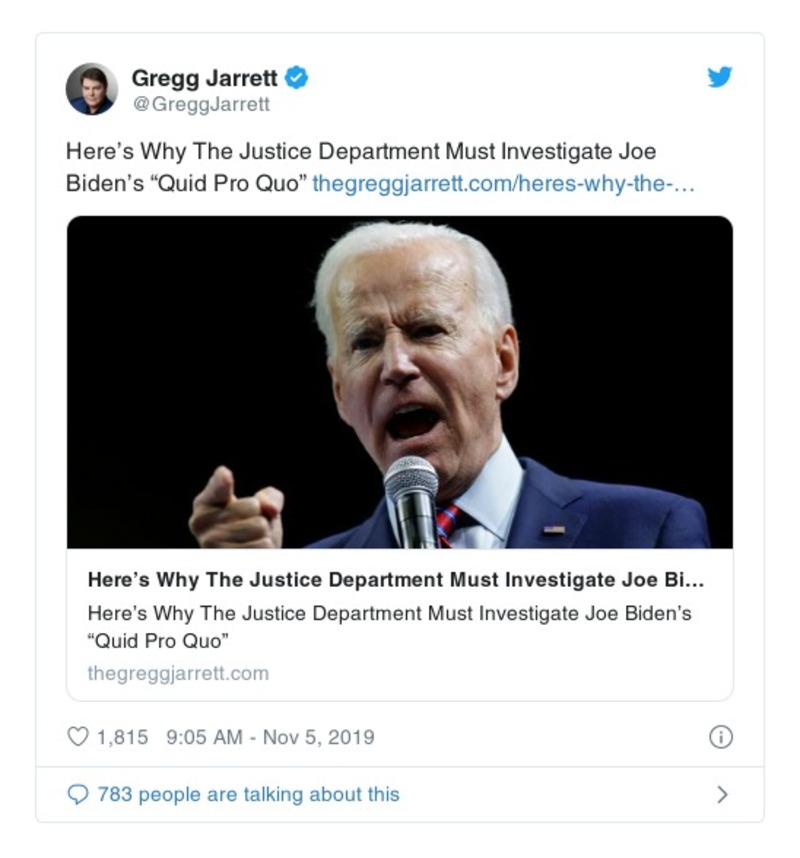 Gregg Jarrett
@GreggJarrett
Here’s Why The Justice Department Must Investigate Joe
Biden’s “Quid Pro Quo” thegreggjarrett.com/heres-why-the-…
Here’s Why The Justice Department Must Investigate Joe Bi…
Here’s Why The Justice Department Must Investigate Joe Biden’s
“Quid Pro Quo”
thegreggjarrett.com
1,815 9:05 AM - Nov 5, 2019
783 people are talking about this